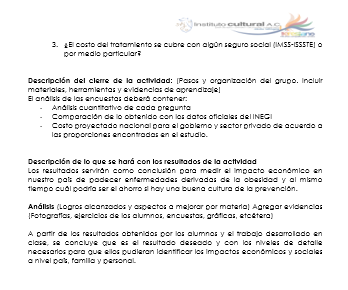 Instituto cultural A.C.
3. ¿El costo del tratamiento se cubre con algún seguro social (IMSS-ISSSTE) o
por medio particular?
Descripción del cierre de la actividad: (Pasos y organización del grupo. Incluir
materiales, herramientas y evidencias de aprendizaje)
El análisis de las encuestas deberá contener:
- Análisis cuantitativo de cada pregunta
- Comparación de lo obtenido con los datos oficiales del INEGI
- Costo proyectado nacional para el gobierno y sector privado de acuerdo a
las proporciones encontradas en el estudio.
Descripción de lo que se hará con los resultados de la actividad
Los resultados servirán como conclusión para medir el impacto económico en
nuestro país de padecer enfermedades derivadas de la obesidad y al mismo
tiempo cuál podría ser el ahorro si hay una buena cultura de la prevención.
Análisis (Logros alcanzados y aspectos a mejorar por materia) Agregar evidencias
(Fotografías, ejercicios de los alumnos, encuestas, gráficas, etcétera)
A partir de los resultados obtenidos por los alumnos y el trabajo desarrollado en
clase, se concluye que es el resultado deseado y con los niveles de detalle
necesarios para que ellos pudieran identificar los impactos económicos y sociales
a nivel país, familia y personal.